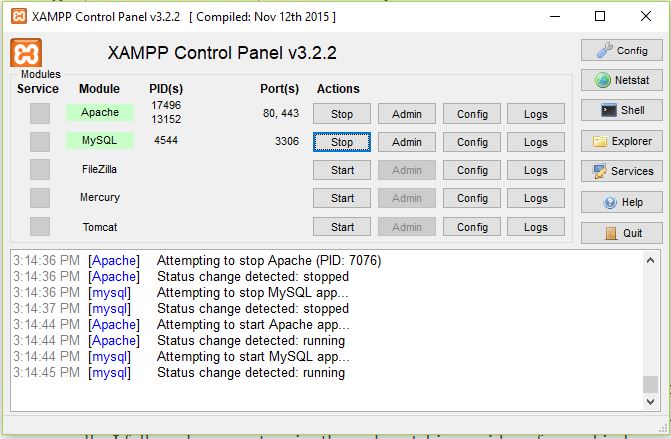 XAMPP Control Panel v3.2.2 [ Compiled: Nov 12th 2015 ]
XAMPP Control Panel v3.2.2
Modules
Service Module PID(s) Port(s) Actions
Apache 17496 13152 80, 443 Stop Admin Config Logs
MySQL 4544 3306 Stop Admin Config Logs
FileZilla Start Admin Config Logs
Mercury Start Admin Config Logs
Tomcat Start Admin Config Logs
Config
Netstat
Shell
Explorer
Services
Help
Quit
3:14:36 PM [Apache] Attempting to stop Apache (PID: 7076)
3:14:36 PM [Apache] Status change detected: stopped
3:14:36 PM [mysql] Attempting to stop MySQL app...
3:14:37 PM [mysql] Status change detected: stopped
3:14:44 PM [Apache] Attempting to start Apache app...
3:14:44 PM [Apache] Status change detected: running
3:14:44 PM [mysql] Attempting to start MySQL app...
3:14:45 PM [mysql] Status change detected: running